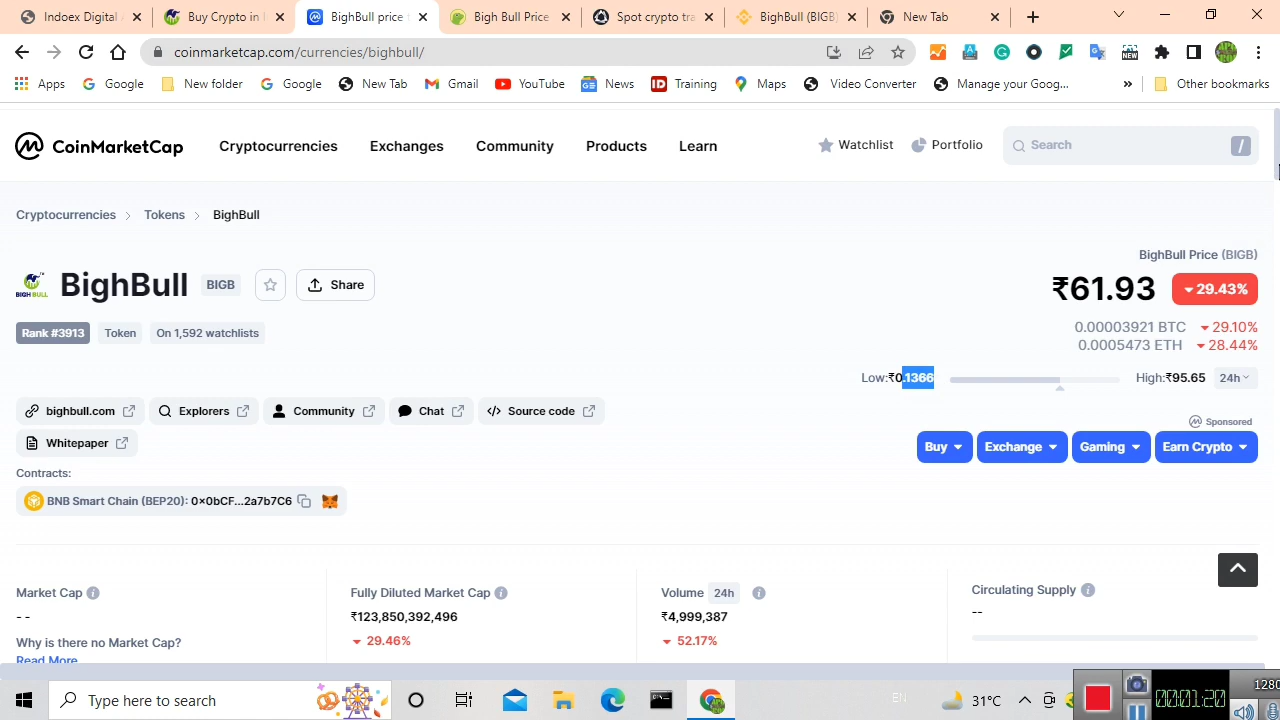 Indoex Digital A
Buy Crypto in I
BighBull price t
Bigh Bull Price
Spot crypto tra
BighBull (BIGB)
New Tab
coinmarketcap.com/currencies/bighbull/
Apps
Google
New folder
Google
New Tab
Gmail
YouTube
News
Training
Maps
Video Converter
Manage your Goog...
»
Other bookmarks
CoinMarketCap
Cryptocurrencies
Exchanges
Community
Products
Learn
Watchlist
Portfolio
Search
/
Cryptocurrencies > Tokens > BighBull
BighBull Price (BIGB)
BIGH BULL
BighBull
BIGB
Share
₹61.93
29.43%
Rank #3913
Token
On 1,592 watchlists
0.00003921 BTC
29.10%
0.0005473 ETH
28.44%
Low:₹0.1366
High:₹95.65
24h
bighbull.com
Explorers
Community
Chat
Source code
Sponsored
Whitepaper
Buy
Exchange
Gaming
Earn Crypto
Contracts:
BNB Smart Chain (BEP20): 0x0bCF...2a7b7C6
Market Cap
- -
Why is there no Market Cap?
Read More
Fully Diluted Market Cap
₹123,850,392,496
29.46%
Volume 24h
₹4,999,387
52.17%
Circulating Supply
--
Type here to search
EN
31°C
00:01:20
1280